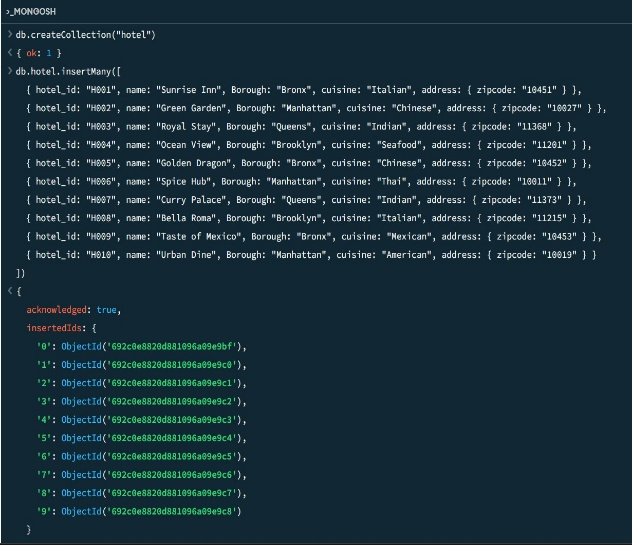 >_MONGOSH
> db.createCollection("hotel")
< { ok: 1 }
> db.hotel.insertMany([
{ hotel_id: "H001", name: "Sunrise Inn", Borough: "Bronx", cuisine: "Italian", address: { zipcode: "10451" } },
{ hotel_id: "H002", name: "Green Garden", Borough: "Manhattan", cuisine: "Chinese", address: { zipcode: "10027" } },
{ hotel_id: "H003", name: "Royal Stay", Borough: "Queens", cuisine: "Indian", address: { zipcode: "11368" } },
{ hotel_id: "H004", name: "Ocean View", Borough: "Brooklyn", cuisine: "Seafood", address: { zipcode: "11201" } },
{ hotel_id: "H005", name: "Golden Dragon", Borough: "Bronx", cuisine: "Chinese", address: { zipcode: "10452" } },
{ hotel_id: "H006", name: "Spice Hub", Borough: "Manhattan", cuisine: "Thai", address: { zipcode: "10011" } },
{ hotel_id: "H007", name: "Curry Palace", Borough: "Queens", cuisine: "Indian", address: { zipcode: "11373" } },
{ hotel_id: "H008", name: "Bella Roma", Borough: "Brooklyn", cuisine: "Italian", address: { zipcode: "11215" } },
{ hotel_id: "H009", name: "Taste of Mexico", Borough: "Bronx", cuisine: "Mexican", address: { zipcode: "10453" } },
{ hotel_id: "H010", name: "Urban Dine", Borough: "Manhattan", cuisine: "American", address: { zipcode: "10019" } }
])
< {
acknowledged: true,
insertedIds: {
'0': ObjectId('692c0e8820d881096a09e9bf'),
'1': ObjectId('692c0e8820d881096a09e9c0'),
'2': ObjectId('692c0e8820d881096a09e9c1'),
'3': ObjectId('692c0e8820d881096a09e9c2'),
'4': ObjectId('692c0e8820d881096a09e9c3'),
'5': ObjectId('692c0e8820d881096a09e9c4'),
'6': ObjectId('692c0e8820d881096a09e9c5'),
'7': ObjectId('692c0e8820d881096a09e9c6'),
'8': ObjectId('692c0e8820d881096a09e9c7'),
'9': ObjectId('692c0e8820d881096a09e9c8')
}